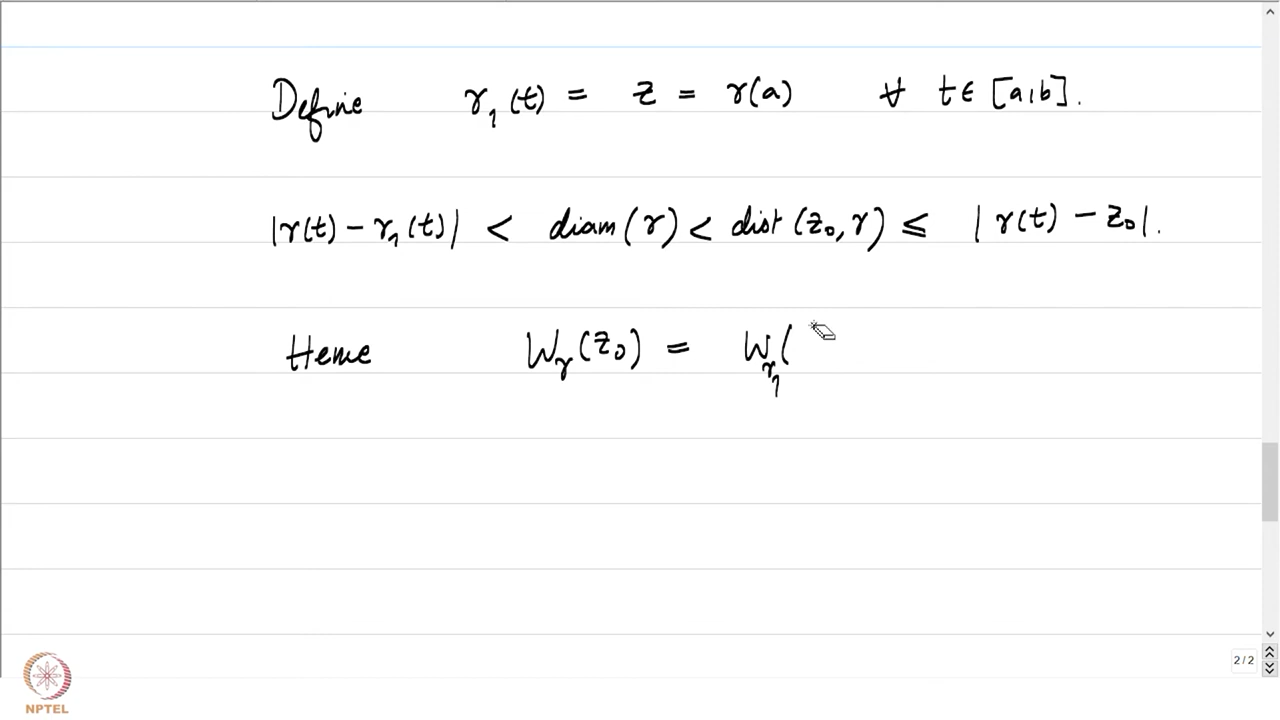 Define γ₁(t) = z = γ(a) ∀ t∈ [a,b].
|γ(t) − γ₁(t)| < diam(γ) < dist(z₀, γ) ≤ |γ(t) − z₀|.
Hence W_γ(z₀) = W_γ₁(
2/2
NPTEL